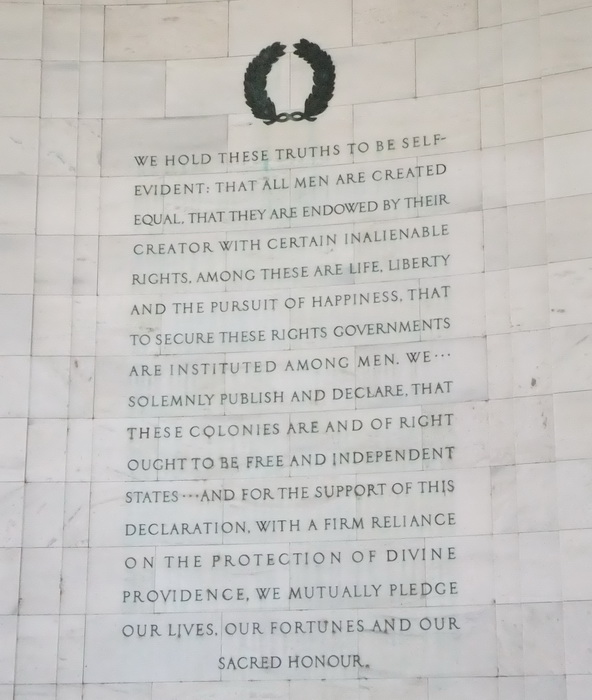 WE HOLD THESE TRUTHS TO BE SELF-
EVIDENT: THAT ALL MEN ARE CREATED
EQUAL, THAT THEY ARE ENDOWED BY THEIR
CREATOR WITH CERTAIN INALIENABLE
RIGHTS, AMONG THESE ARE LIFE, LIBERTY
AND THE PURSUIT OF HAPPINESS, THAT
TO SECURE THESE RIGHTS GOVERNMENTS
ARE INSTITUTED AMONG MEN. WE···
SOLEMNLY PUBLISH AND DECLARE, THAT
THESE COLONIES ARE AND OF RIGHT
OUGHT TO BE FREE AND INDEPENDENT
STATES···AND FOR THE SUPPORT OF THIS
DECLARATION, WITH A FIRM RELIANCE
ON THE PROTECTION OF DIVINE
PROVIDENCE, WE MUTUALLY PLEDGE
OUR LIVES, OUR FORTUNES AND OUR
SACRED HONOUR.